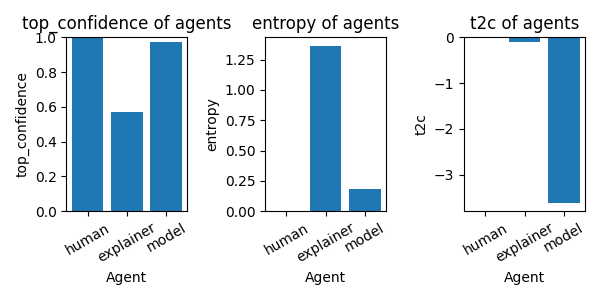 top_confidence of agents
top_confidence
1.0
0.8
0.6
0.4
0.2
0.0
human
explainer
model
Agent
entropy of agents
entropy
1.25
1.00
0.75
0.50
0.25
0.00
human
explainer
model
Agent
t2c of agents
t2c
0
−1
−2
−3
human
explainer
model
Agent